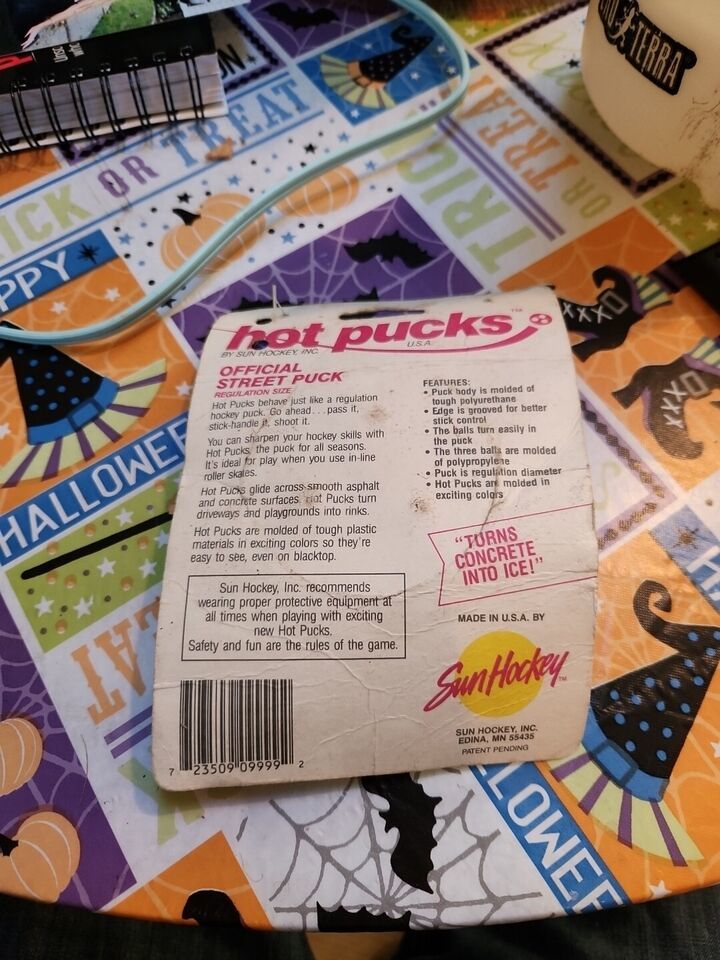 TERRA
ON
OR TREAT
ICK
TRICK
OR TREAT
PPY
HALLOWEE
EAT
hot pucks™
U.S.A.
BY SUN HOCKEY, INC.
OFFICIAL
STREET PUCK
REGULATION SIZE
Hot Pucks behave just like a regulation
hockey puck. Go ahead...pass it,
stick-handle it, shoot it.
You can sharpen your hockey skills with
Hot Pucks, the puck for all seasons.
It's ideal for play when you use in-line
roller skates.
Hot Pucks glide across smooth asphalt
and concrete surfaces. Hot Pucks turn
driveways and playgrounds into rinks.
Hot Pucks are molded of tough plastic
materials in exciting colors so they're
easy to see, even on blacktop.
Sun Hockey, Inc. recommends
wearing proper protective equipment at
all times when playing with exciting
new Hot Pucks.
Safety and fun are the rules of the game.
7 23509 09999 2
FEATURES:
• Puck body is molded of
tough polyurethane
• Edge is grooved for better
stick control
• The balls turn easily in
the puck
• The three balls are molded
of polypropylene
• Puck is regulation diameter
• Hot Pucks are molded in
exciting colors
"TURNS
CONCRETE
INTO ICE!"
MADE IN U.S.A. BY
Sun Hockey™
SUN HOCKEY, INC.
EDINA, MN 55435
PATENT PENDING
LLOWEE